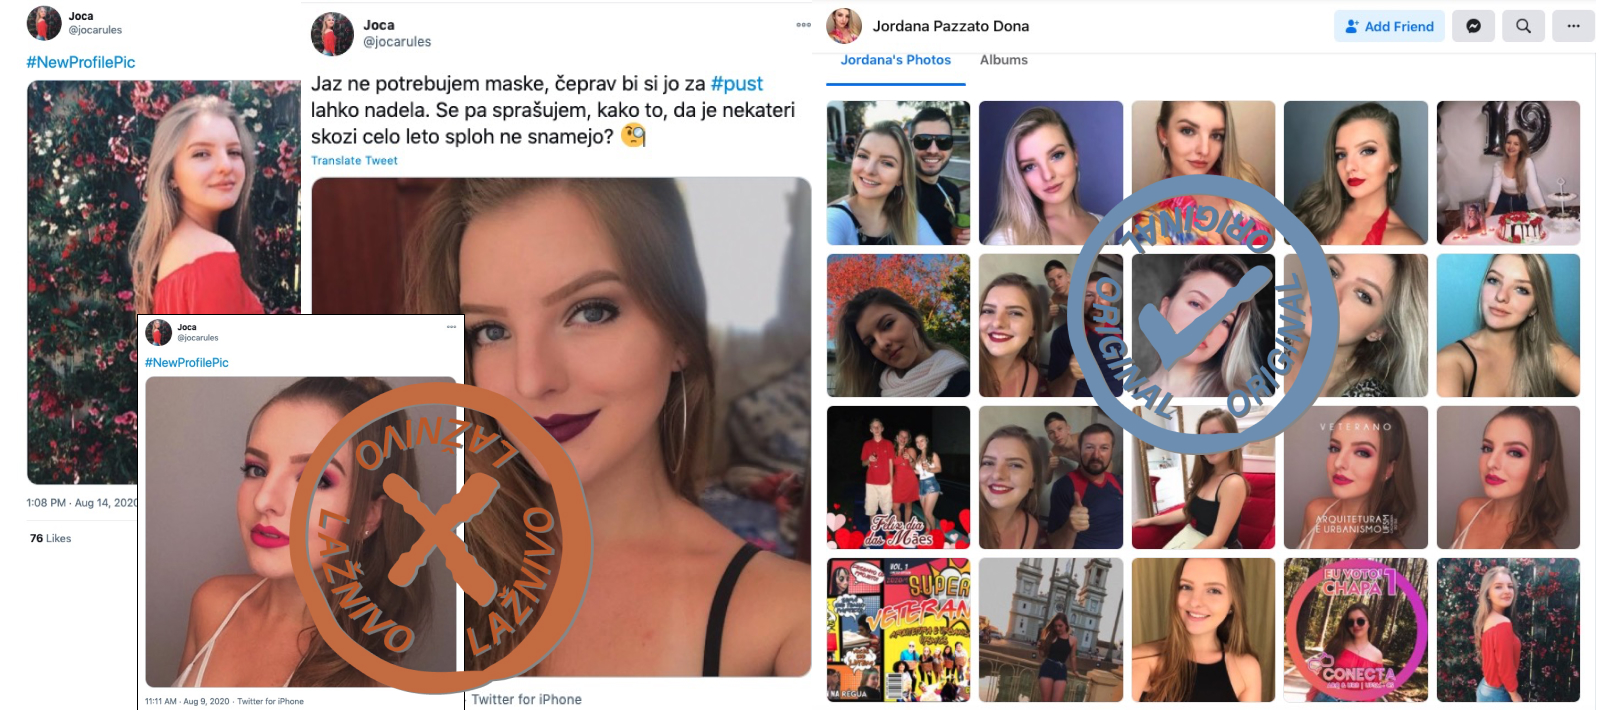 Joca
@jocarules
#NewProfilePic
1:08 PM · Aug 14, 2020
76 Likes
Joca
@jocarules
Jaz ne potrebujem maske, čeprav bi si jo za #pust
lahko nadela. Se pa sprašujem, kako to, da je nekateri
skozi celo leto sploh ne snamejo?
Translate Tweet
Twitter for iPhone
Joca
@jocarules
#NewProfilePic
11:11 AM · Aug 9, 2020 · Twitter for iPhone
LAŽNIVO
LAŽNIVO
LAŽNIVO
Jordana Pazzato Dona
Add Friend
Jordana's Photos
Albums
19
ORIGINAL
ORIGINAL
ORIGINAL
ORIGINAL
Feliz dia
das Mães
VETERANO
ARQUITETURA
E URBANISMO
VOL. 1
SUPER
VETERAN
NA RÉGUA
EU VOTO!
CHAPA 1
CONECTA